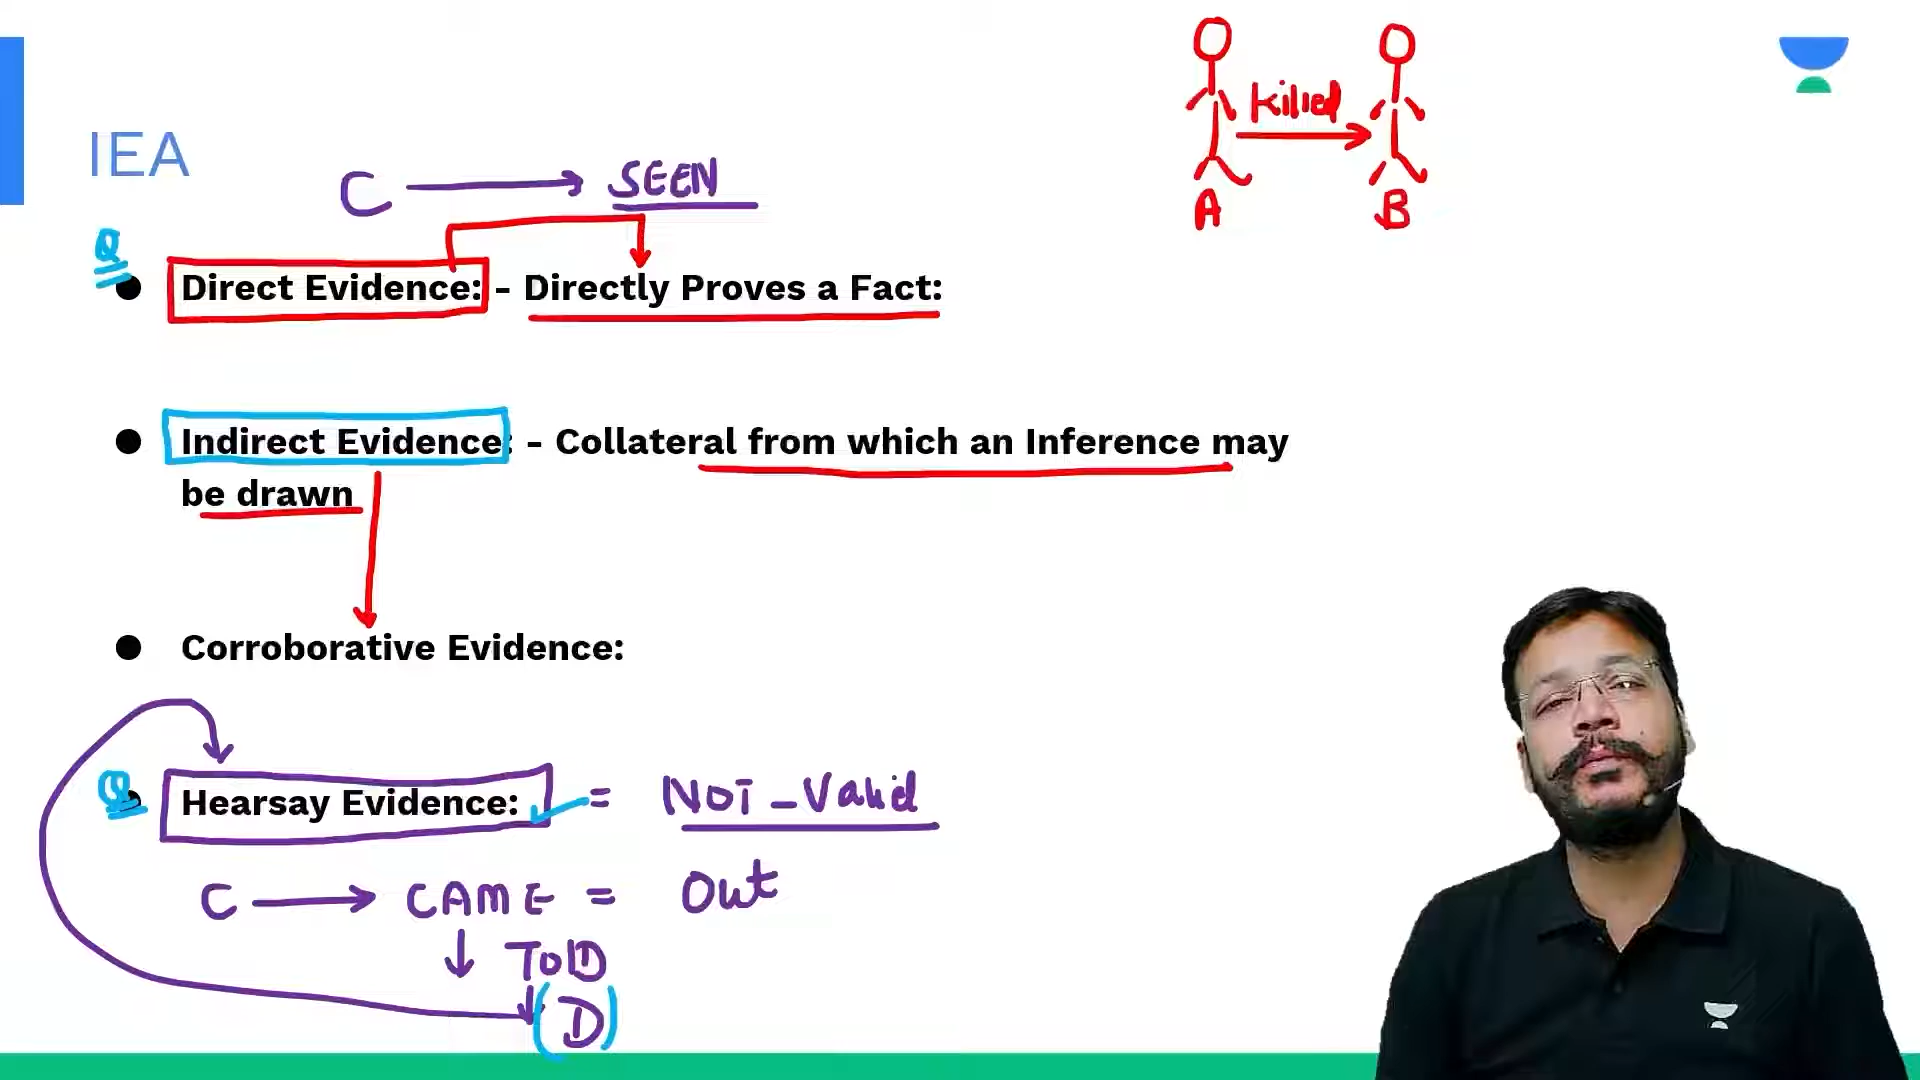 Killed
A B
IEA
C SEEN
Q
Direct Evidence: - Directly Proves a Fact:
Indirect Evidence: - Collateral from which an Inference may
be drawn
Corroborative Evidence:
Q
Hearsay Evidence: = NOT-Valid
C CAME = Out
TOLD
(D)